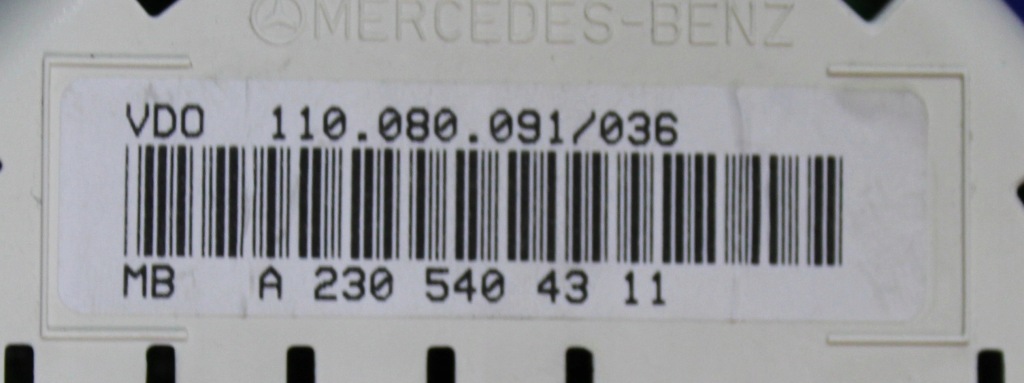 MERCEDES-BENZ
VDO 110.080.091/036
MB A 230 540 43 11